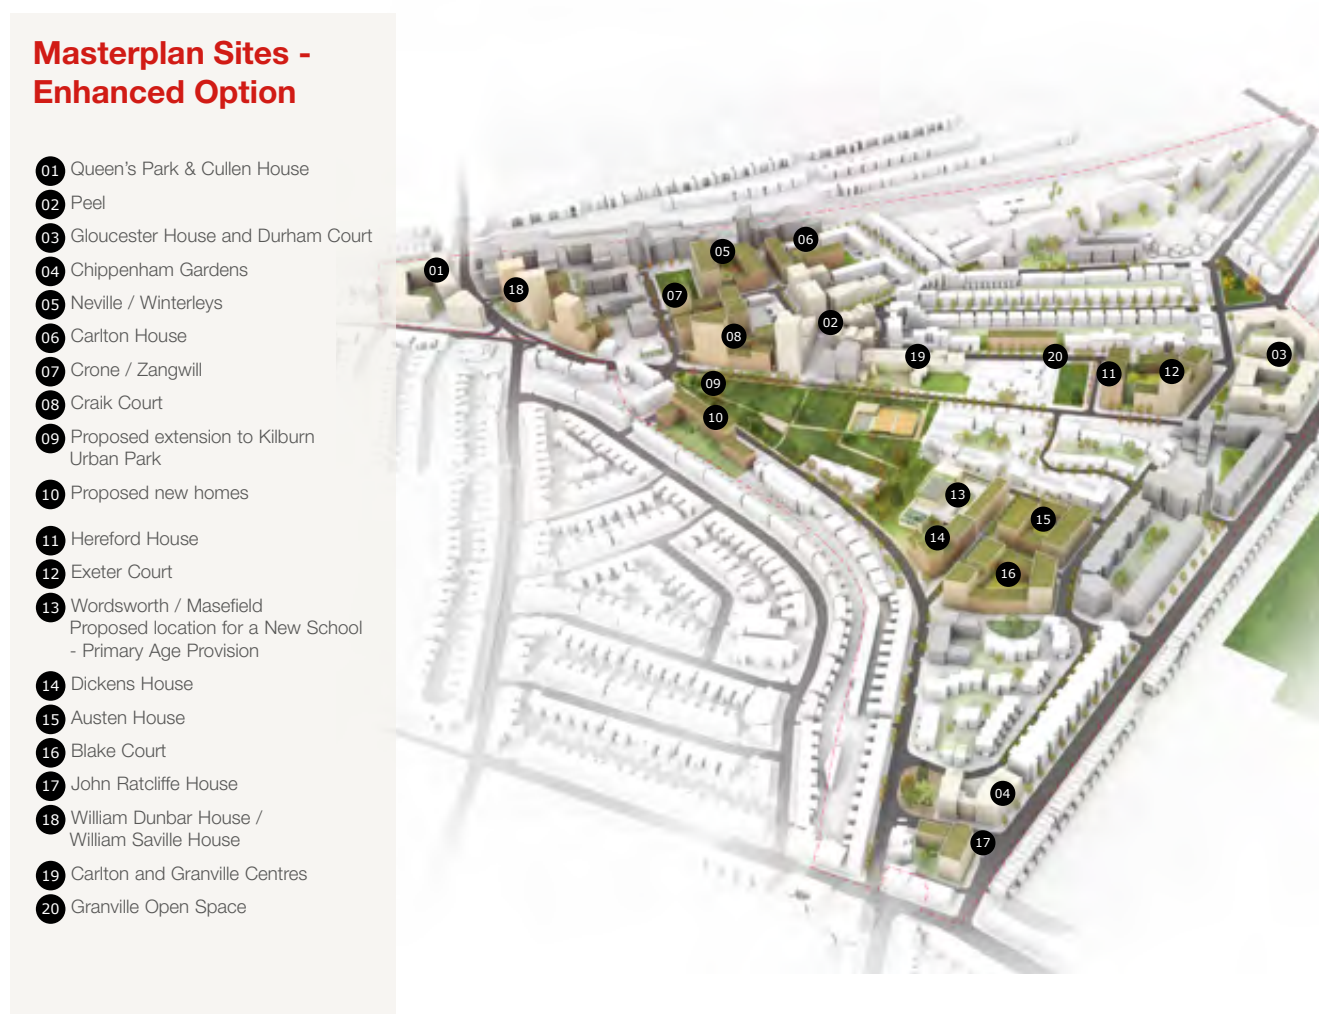 Masterplan Sites -
Enhanced Option
01 Queen's Park & Cullen House
02 Peel
03 Gloucester House and Durham Court
04 Chippenham Gardens
05 Neville / Winterleys
06 Carlton House
07 Crone / Zangwill
08 Craik Court
09 Proposed extension to Kilburn
Urban Park
10 Proposed new homes
11 Hereford House
12 Exeter Court
13 Wordsworth / Masefield
Proposed location for a New School
- Primary Age Provision
14 Dickens House
15 Austen House
16 Blake Court
17 John Ratcliffe House
18 William Dunbar House /
William Saville House
19 Carlton and Granville Centres
20 Granville Open Space
06
05
01
18
07
02
08
03
19
20
11
12
09
10
13
15
14
16
04
17